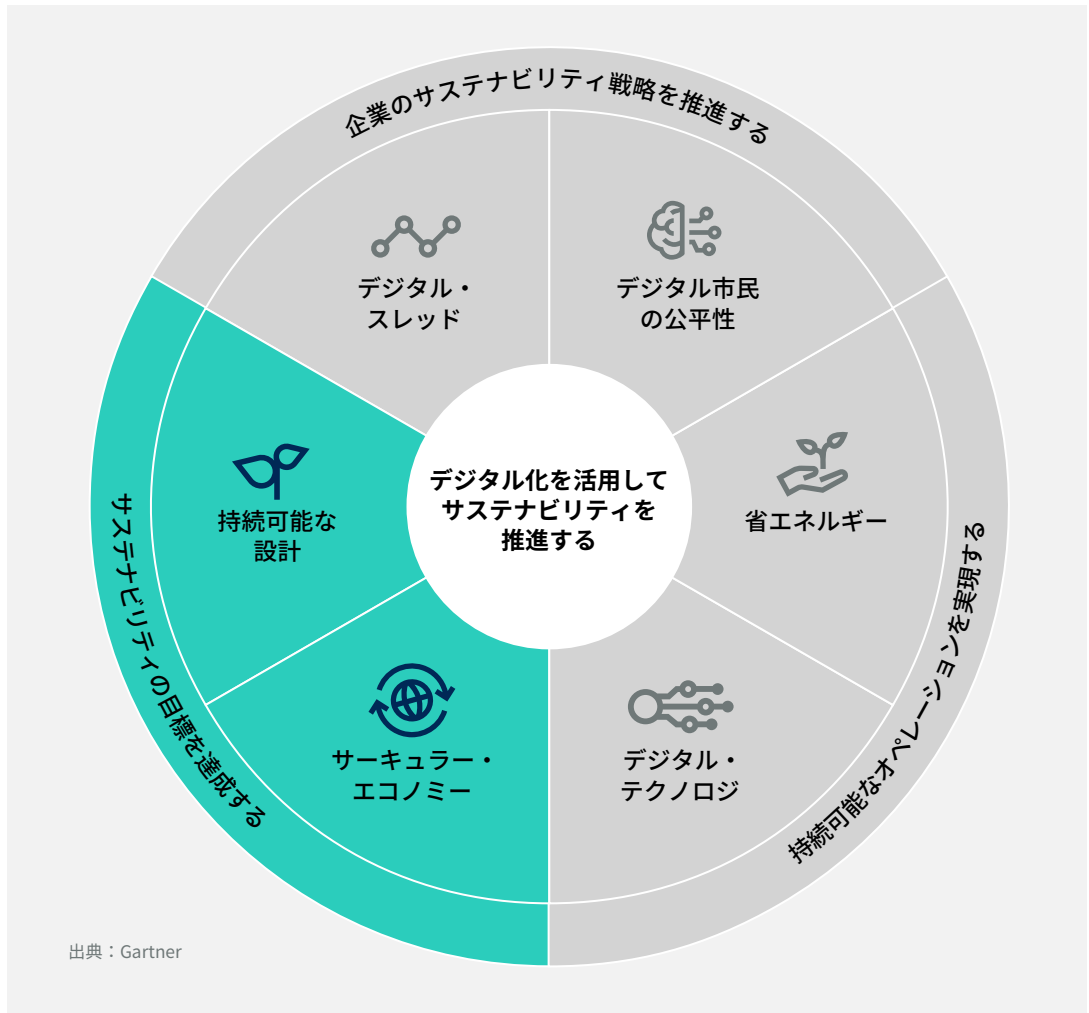 企業のサステナビリティ戦略を推進する
デジタル・
スレッド
デジタル市民
の公平性
持続可能な
設計
デジタル化を活用して
サステナビリティを
推進する
省エネルギー
サステナビリティの目標を達成する
持続可能なオペレーションを実現する
サーキュラー・
エコノミー
デジタル・
テクノロジ
出典：Gartner